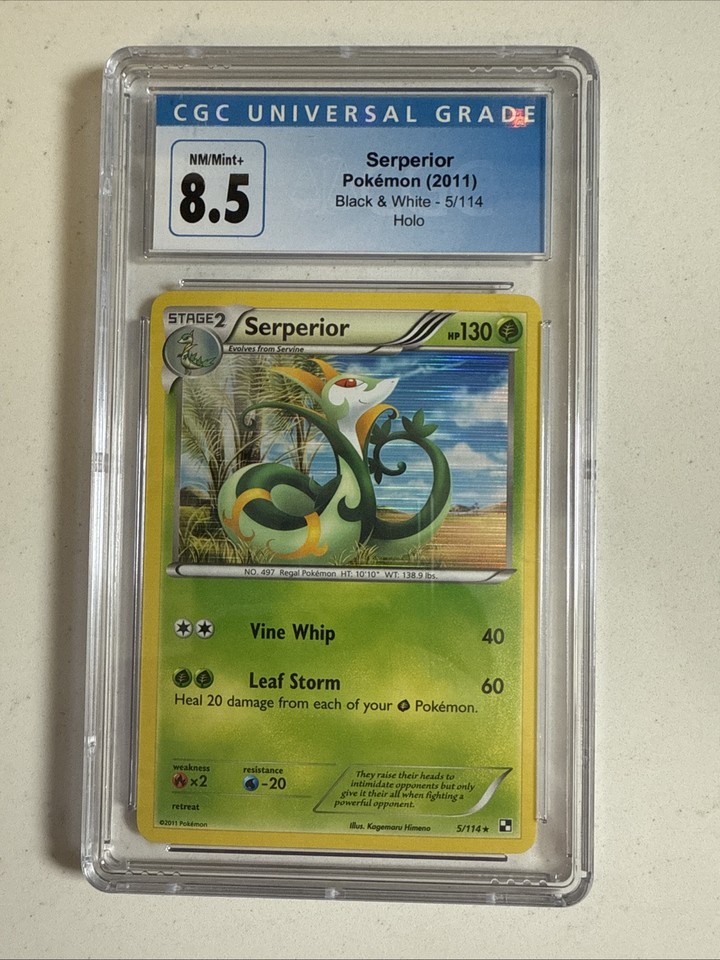 CGC UNIVERSAL GRADE
NM/Mint+
8.5
Serperior
Pokémon (2011)
Black & White - 5/114
Holo
STAGE2
Serperior
HP130
Evolves from Servine
NO. 497 Regal Pokémon HT: 10'10" WT: 138.9 lbs.
Vine Whip 40
Leaf Storm 60
Heal 20 damage from each of your Pokémon.
weakness
×2
resistance
-20
retreat
They raise their heads to
intimidate opponents but only
give it their all when fighting a
powerful opponent.
©2011 Pokémon
Illus. Kagemaru Himeno
5/114★